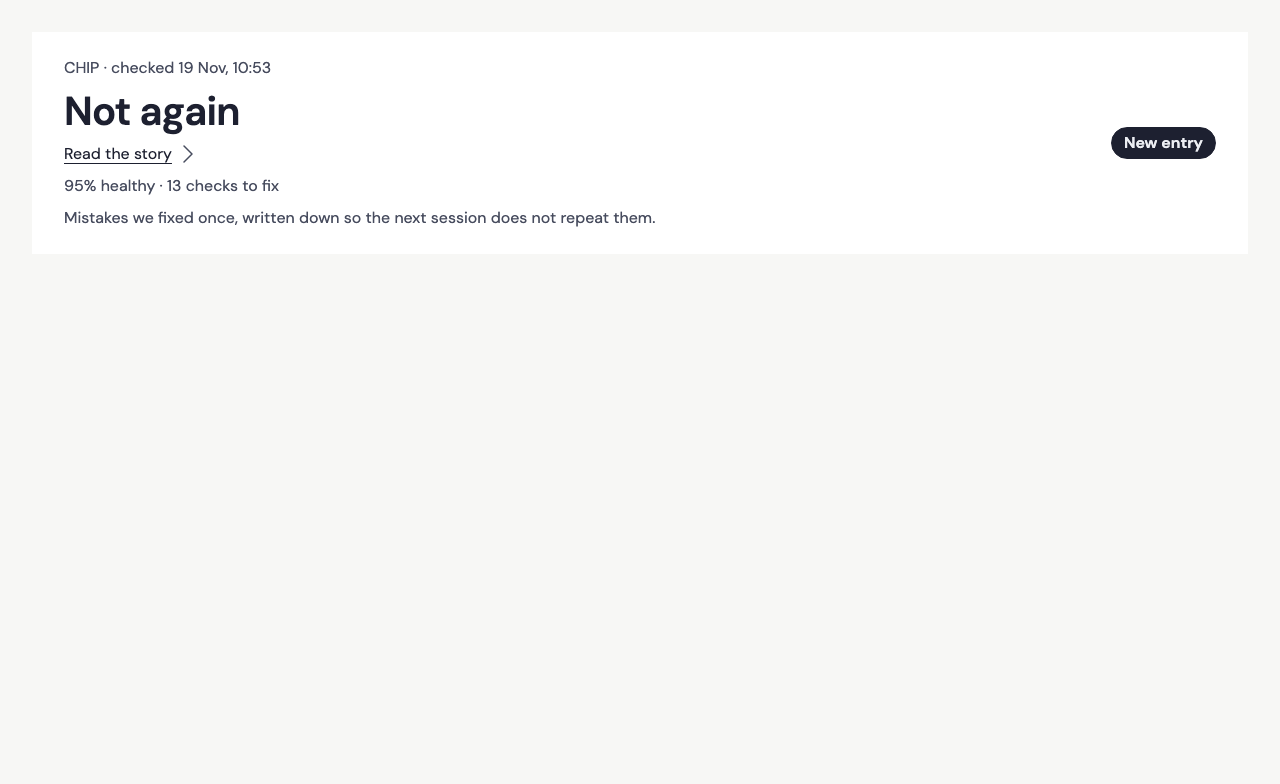 CHIP · checked 19 Nov, 10:53
Not again
Read the story
New entry
95% healthy · 13 checks to fix
Mistakes we fixed once, written down so the next session does not repeat them.